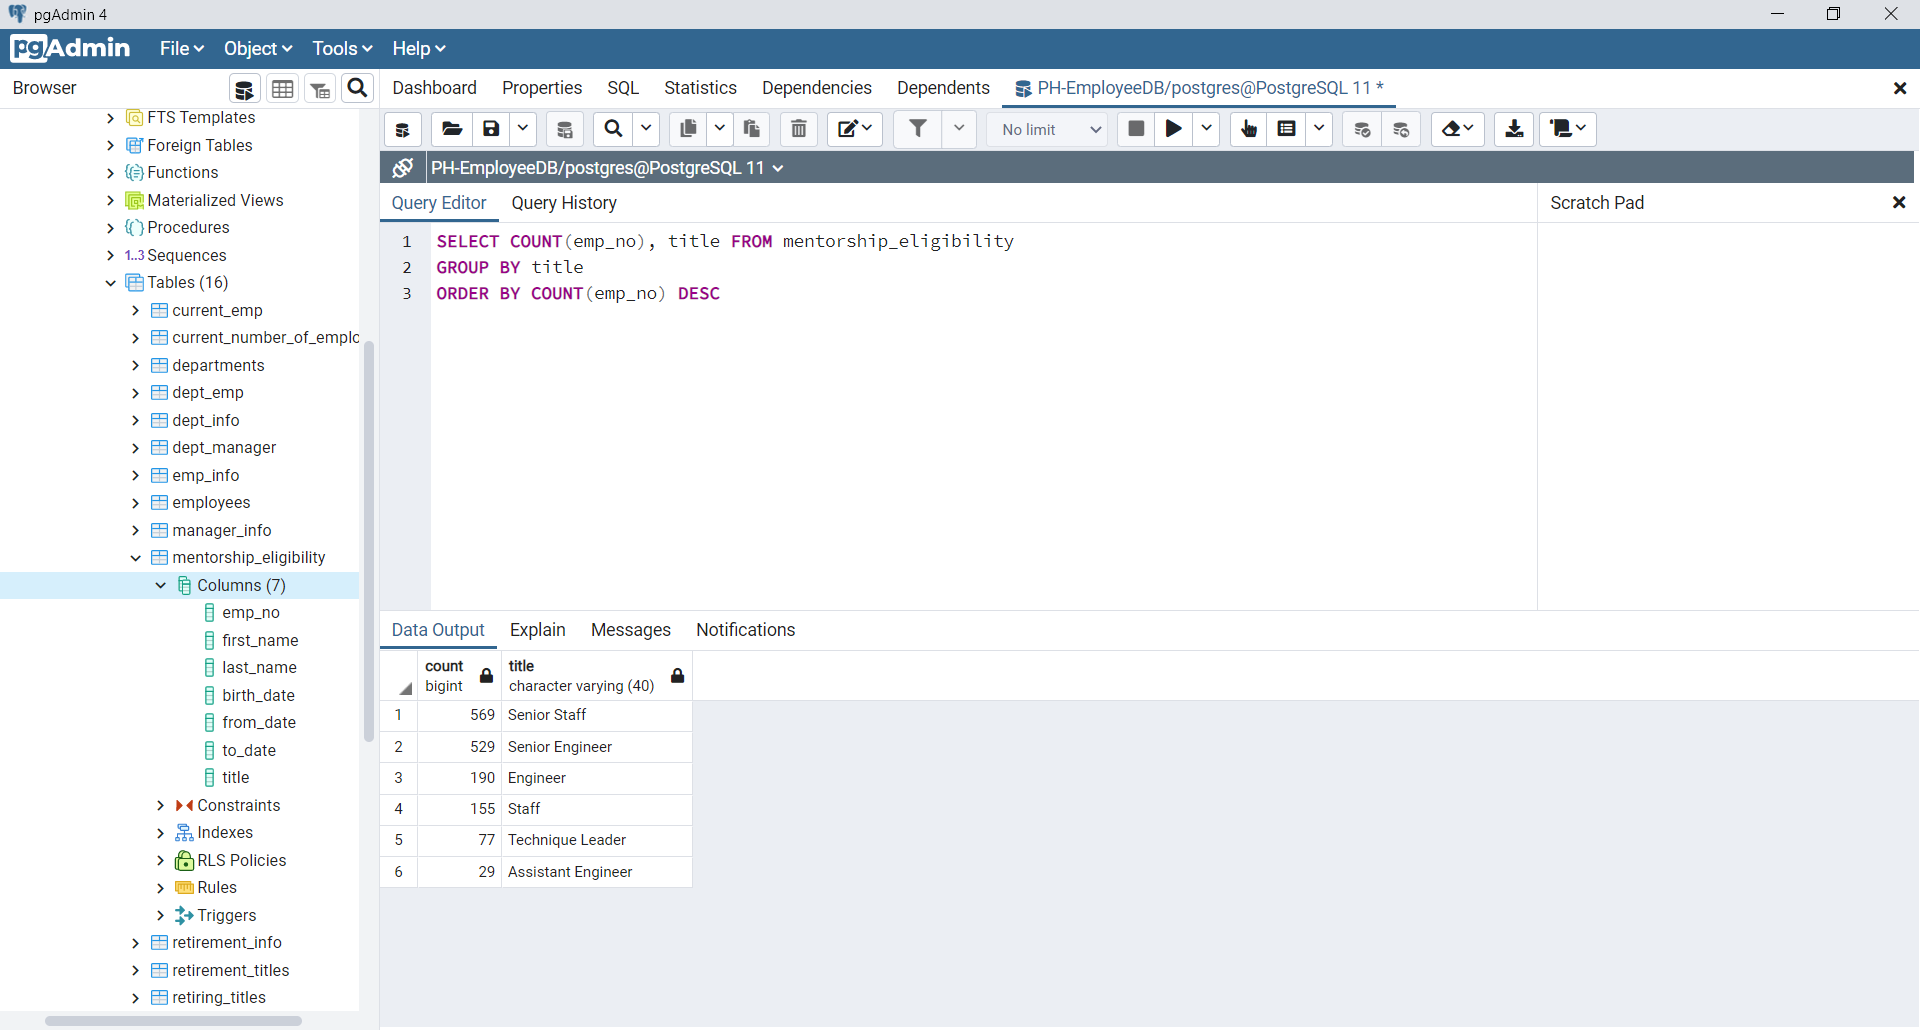 pgAdmin 4
pgAdmin File Object Tools Help
Browser
Dashboard Properties SQL Statistics Dependencies Dependents PH-EmployeeDB/postgres@PostgreSQL 11 *
No limit
PH-EmployeeDB/postgres@PostgreSQL 11
FTS Templates
Foreign Tables
Functions
Materialized Views
Procedures
1..3 Sequences
Tables (16)
current_emp
current_number_of_emplo
departments
dept_emp
dept_info
dept_manager
emp_info
employees
manager_info
mentorship_eligibility
Columns (7)
emp_no
first_name
last_name
birth_date
from_date
to_date
title
Constraints
Indexes
RLS Policies
Rules
Triggers
retirement_info
retirement_titles
retiring_titles
Query Editor Query History
Scratch Pad
1 SELECT COUNT(emp_no), title FROM mentorship_eligibility
2 GROUP BY title
3 ORDER BY COUNT(emp_no) DESC
Data Output Explain Messages Notifications
count title
bigint character varying (40)
1 569 Senior Staff
2 529 Senior Engineer
3 190 Engineer
4 155 Staff
5 77 Technique Leader
6 29 Assistant Engineer